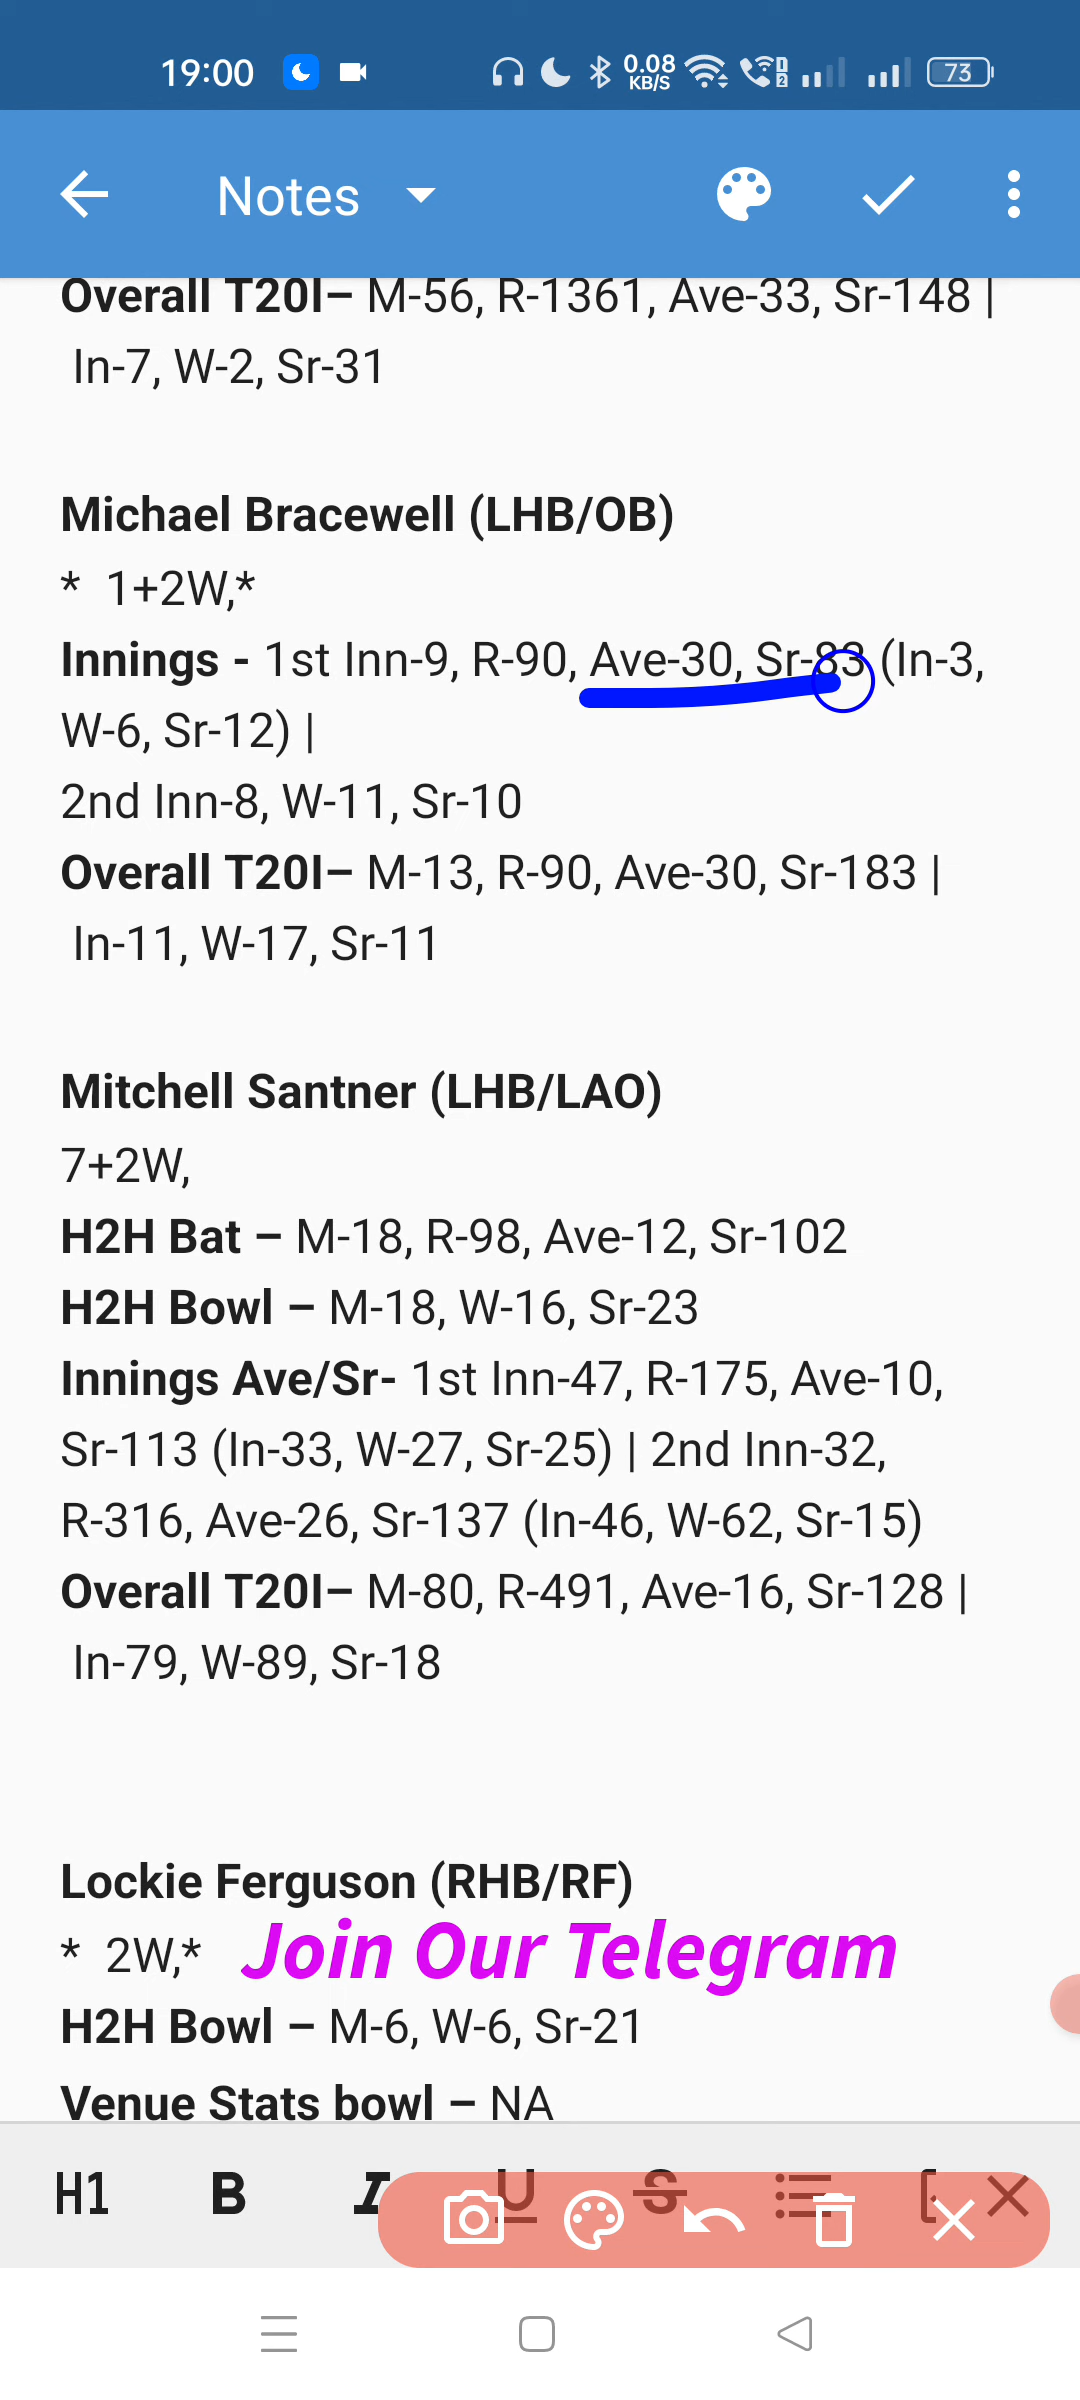 19:00 0.08 KB/S 1 2 73
Notes
Overall T20I– M-56, R-1361, Ave-33, Sr-148 |
In-7, W-2, Sr-31
Michael Bracewell (LHB/OB)
* 1+2W,*
Innings - 1st Inn-9, R-90, Ave-30, Sr-83 (In-3,
W-6, Sr-12) |
2nd Inn-8, W-11, Sr-10
Overall T20I– M-13, R-90, Ave-30, Sr-183 |
In-11, W-17, Sr-11
Mitchell Santner (LHB/LAO)
7+2W,
H2H Bat – M-18, R-98, Ave-12, Sr-102
H2H Bowl – M-18, W-16, Sr-23
Innings Ave/Sr- 1st Inn-47, R-175, Ave-10,
Sr-113 (In-33, W-27, Sr-25) | 2nd Inn-32,
R-316, Ave-26, Sr-137 (In-46, W-62, Sr-15)
Overall T20I– M-80, R-491, Ave-16, Sr-128 |
In-79, W-89, Sr-18
Lockie Ferguson (RHB/RF)
* 2W,* Join Our Telegram
H2H Bowl – M-6, W-6, Sr-21
Venue Stats bowl – NA
H1 B I U S